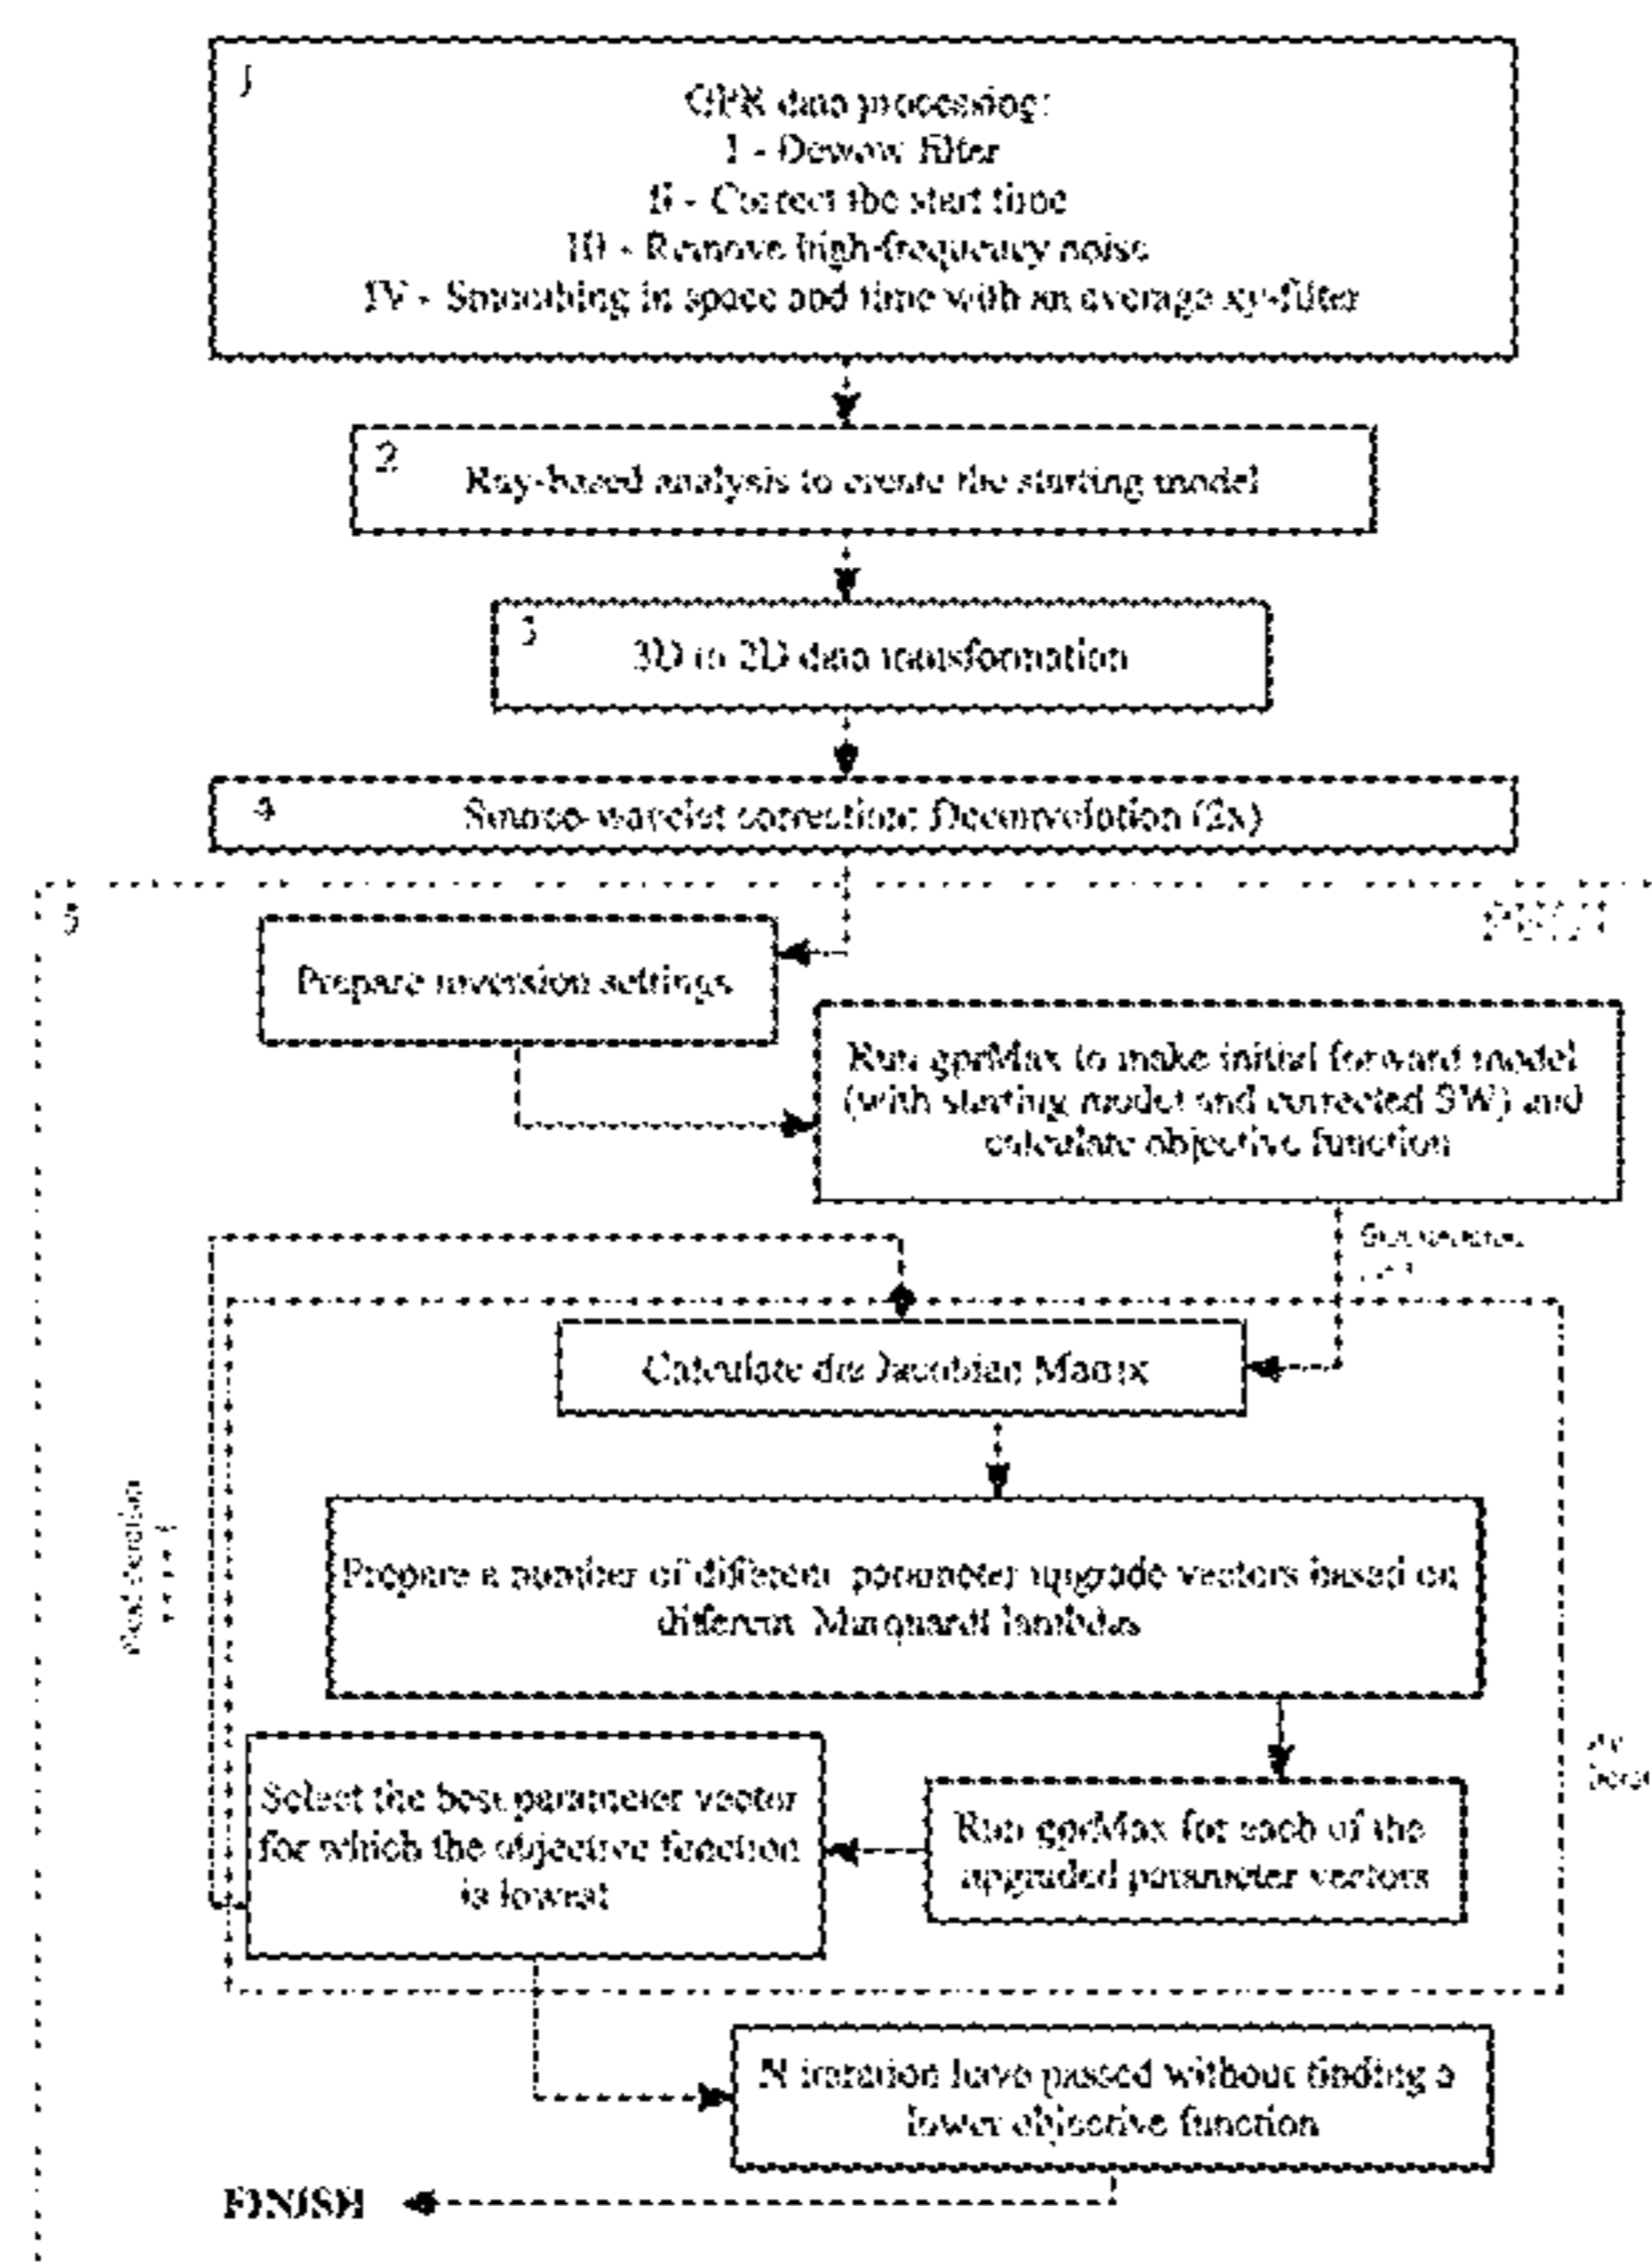 1
GPR data processing:
I - Dewow filter
II - Correct the start time
III - Remove high-frequency noise
IV - Smoothing in space and time with an average xy-filter
2
Ray-based analysis to create the starting model
3
3D to 2D data transformation
4
Source-wavelet correction: Deconvolution (2x)
5
Prepare inversion settings
Run gprMax to make initial forward model
(with starting model and corrected SW) and
calculate objective function
Calculate the Jacobian Matrix
Next iteration
Prepare a number of different parameter upgrade vectors based on
different Marquardt lambdas
Select the best parameter vector
for which the objective function
is lowest
Run gprMax for each of the
upgraded parameter vectors
N iteration have passed without finding a
lower objective function
FINISH